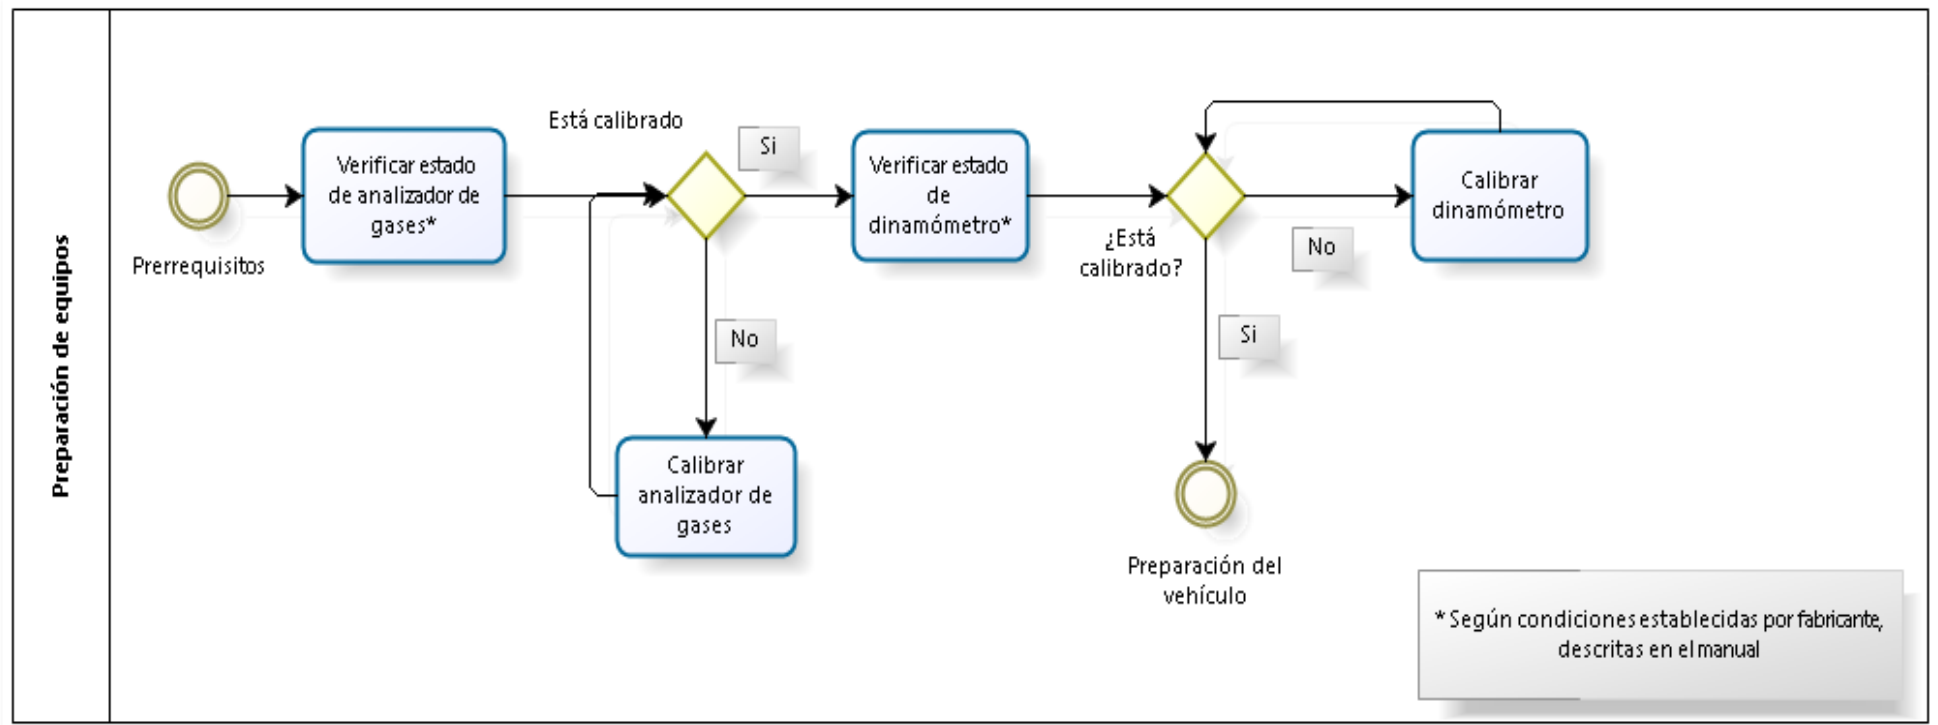 Preparación de equipos
Prerrequisitos
Verificar estado
de analizador de
gases*
Está calibrado
Si
No
Calibrar
analizador de
gases
Verificar estado
de
dinamómetro*
¿Está
calibrado?
No
Si
Calibrar
dinamómetro
Preparación del
vehículo
* Según condiciones establecidas por fabricante,
descritas en el manual